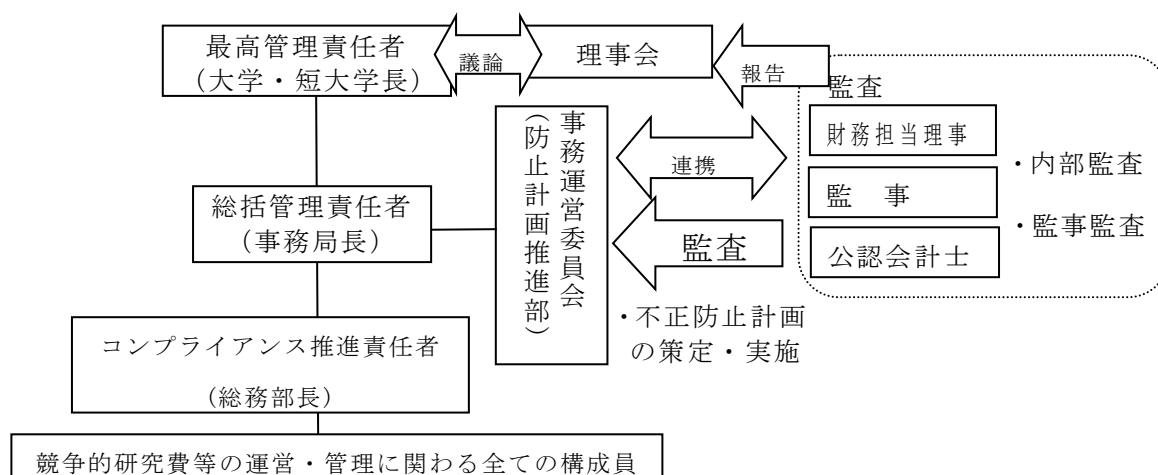 最高管理責任者
（大学・短大学長）
議論
理事会
報告
監査
財務担当理事
監　事
公認会計士
・内部監査
・監事監査
事務運営委員会
（防止計画推進部）
連携
監査
・不正防止計画
の策定・実施
総括管理責任者
（事務局長）
コンプライアンス推進責任者
（総務部長）
競争的研究費等の運営・管理に関わる全ての構成員